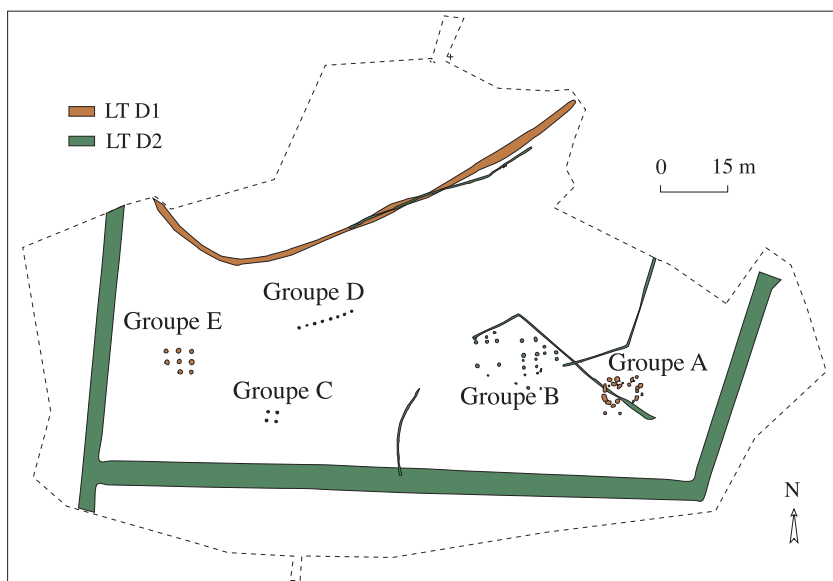 LT D1
LT D2
0 15 m
Groupe D
Groupe E
Groupe A
Groupe C
Groupe B
N